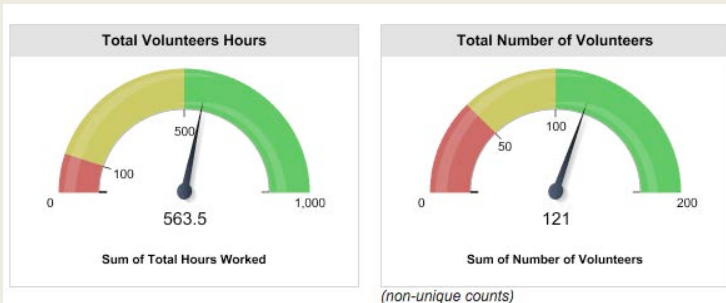 Total Volunteers Hours
0
100
500
1,000
563.5
Sum of Total Hours Worked
Total Number of Volunteers
0
50
100
200
121
Sum of Number of Volunteers
(non-unique counts)